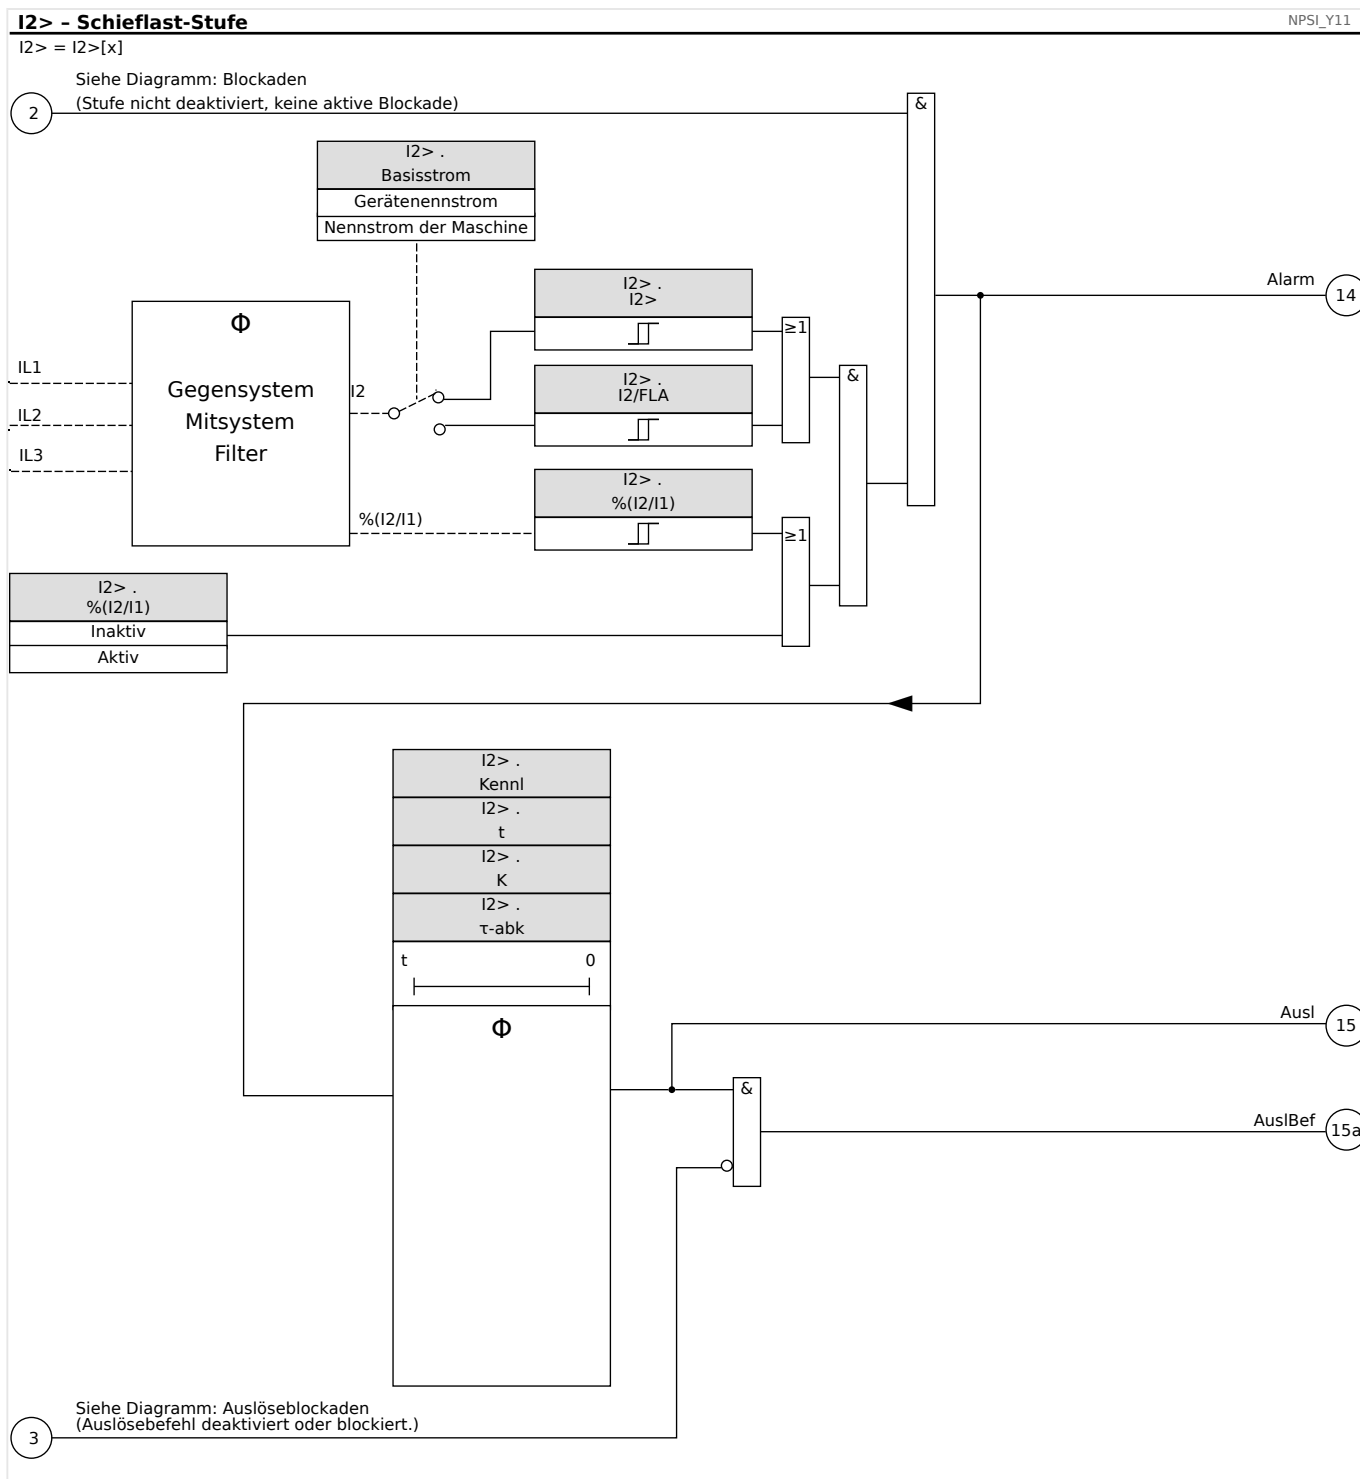 I2> – Schieflast-Stufe
NPSI_Y11
I2> = I2>[x]
Siehe Diagramm: Blockaden
(Stufe nicht deaktiviert, keine aktive Blockade)
2
&
I2> .
Basisstrom
Gerätenennstrom
Nennstrom der Maschine
I2> .
I2>
Alarm
14
Φ
≥1
IL1
Gegensystem
I2
I2> .
I2/FLA
&
IL2
Mitsystem
IL3
Filter
I2> .
%(I2/I1)
%(I2/I1)
≥1
I2> .
%(I2/I1)
Inaktiv
Aktiv
I2> .
Kennl
I2> .
t
I2> .
K
I2> .
τ-abk
t 0
Φ
Ausl
15
&
AuslBef
15a
Siehe Diagramm: Auslöseblockaden
(Auslösebefehl deaktiviert oder blockiert.)
3